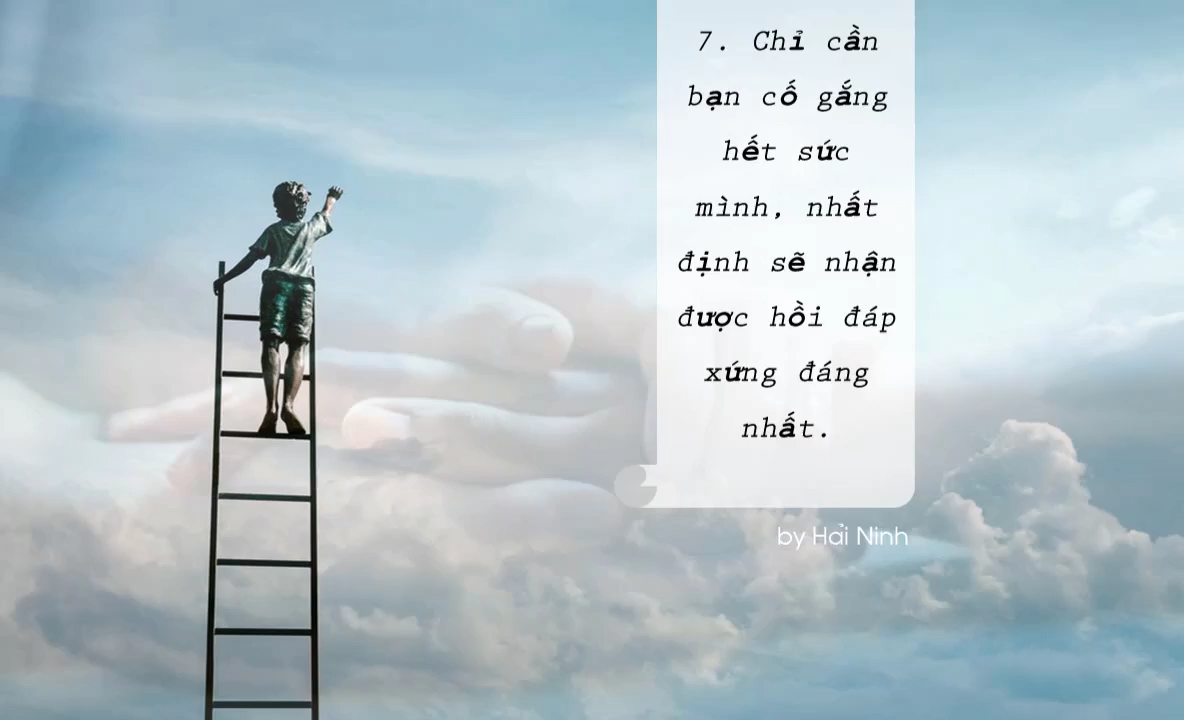 7. Chỉ cần
bạn cố gắng
hết sức
mình, nhất
định sẽ nhận
được hồi đáp
xứng đáng
nhất.
by Hải Ninh